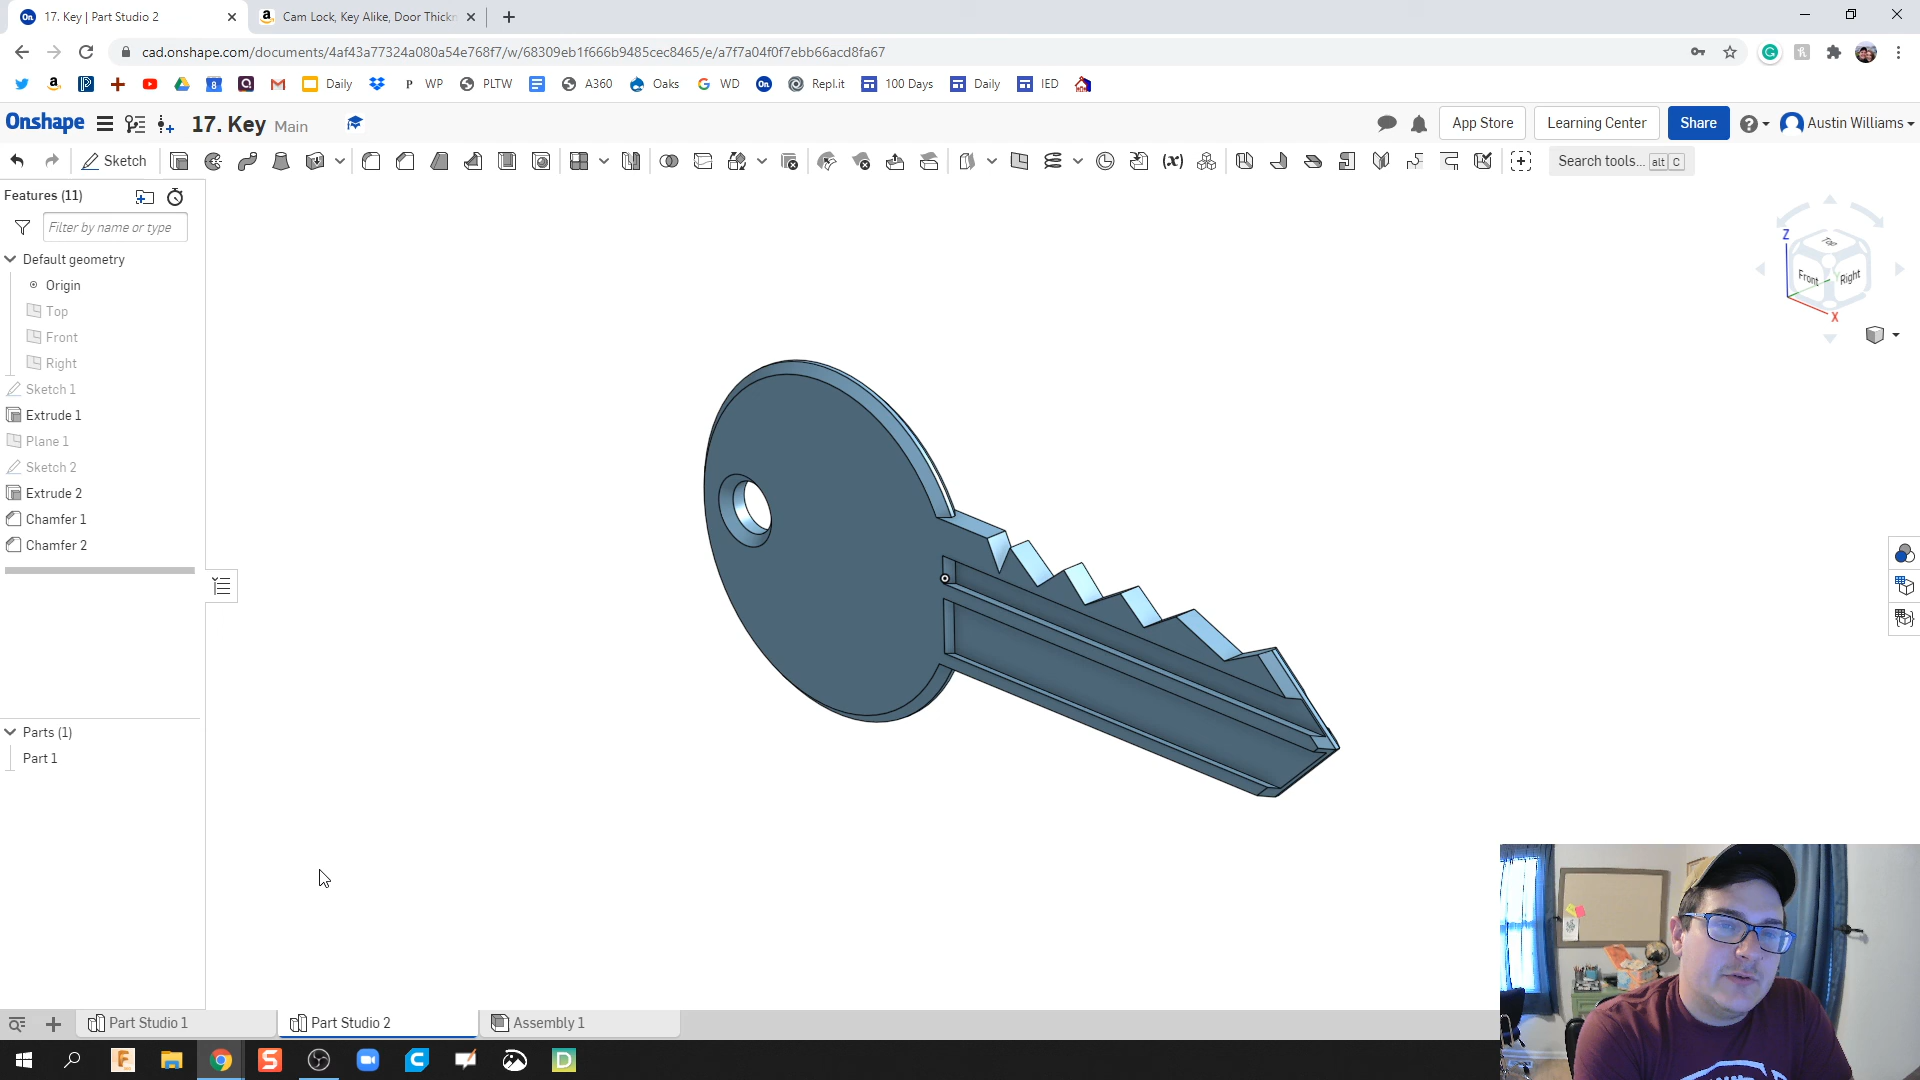 17. Key | Part Studio 2
Cam Lock, Key Alike, Door Thickn
cad.onshape.com/documents/4af43a77324a080a54e768f7/w/68309eb1f666b9485cec8465/e/a7f7a04f0f7ebb66acd8fa67
Daily
WP
PLTW
A360
Oaks
WD
Repl.it
100 Days
Daily
IED
Onshape
17. Key Main
App Store
Learning Center
Share
Austin Williams
Sketch
Search tools... alt C
Features (11)
Filter by name or type
Default geometry
Origin
Top
Front
Right
Sketch 1
Extrude 1
Plane 1
Sketch 2
Extrude 2
Chamfer 1
Chamfer 2
Parts (1)
Part 1
Z
Top
Front
Right
Y
X
Part Studio 1
Part Studio 2
Assembly 1